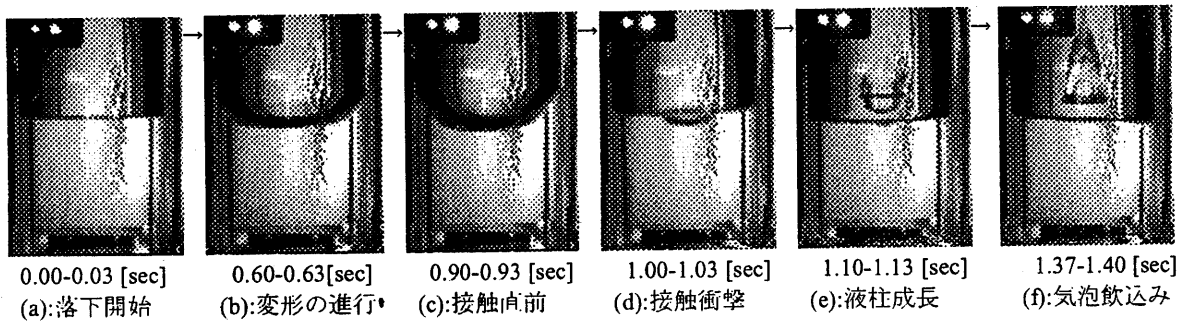 0.00-0.03 [sec]
(a):落下開始
0.60-0.63[sec]
(b):変形の進行
0.90-0.93 [sec]
(c):接触直前
1.00-1.03 [sec]
(d):接触衝撃
1.10-1.13 [sec]
(e):液柱成長
1.37-1.40 [sec]
(f):気泡飲込み